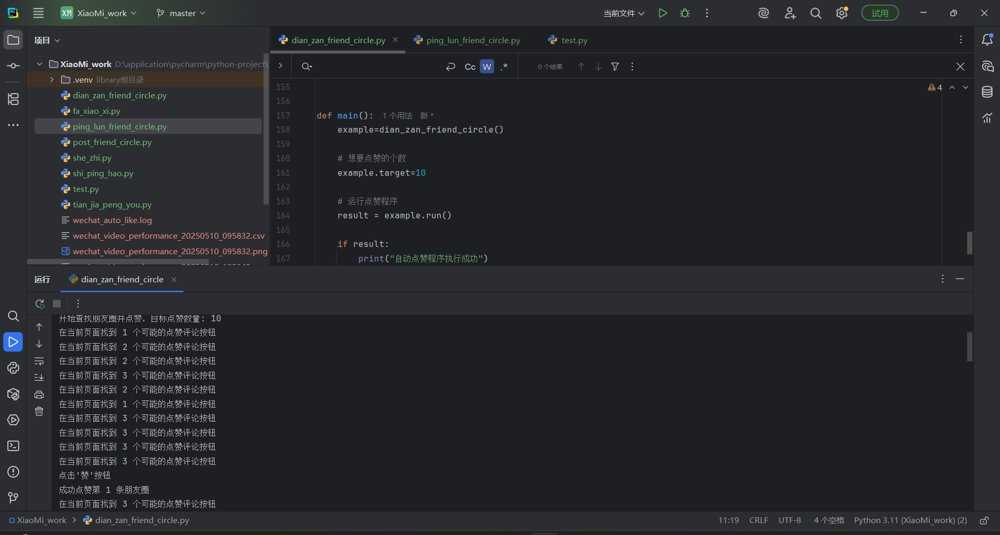 XM XiaoMi_work master 当前文件 试用
项目
XiaoMi_work D:\application\pycharm\python-project\
.venv library根目录
dian_zan_friend_circle.py
fa_xiao_xi.py
ping_lun_friend_circle.py
post_friend_circle.py
she_zhi.py
shi_ping_hao.py
test.py
tian_jia_peng_you.py
wechat_auto_like.log
wechat_video_performance_20250510_095832.csv
wechat_video_performance_20250510_095832.png
dian_zan_friend_circle.py ping_lun_friend_circle.py test.py
Cc W .* 0 个结果
4
155
156
157 def main(): 1 个用法 新 *
158 example=dian_zan_friend_circle()
159
160 # 想要点赞的个数
161 example.target=10
162
163 # 运行点赞程序
164 result = example.run()
165
166 if result:
167 print("自动点赞程序执行成功")
运行 dian_zan_friend_circle
开始查找朋友圈并点赞，目标点赞数量: 10
在当前页面找到 1 个可能的点赞评论按钮
在当前页面找到 2 个可能的点赞评论按钮
在当前页面找到 2 个可能的点赞评论按钮
在当前页面找到 3 个可能的点赞评论按钮
在当前页面找到 2 个可能的点赞评论按钮
在当前页面找到 1 个可能的点赞评论按钮
在当前页面找到 3 个可能的点赞评论按钮
在当前页面找到 3 个可能的点赞评论按钮
在当前页面找到 3 个可能的点赞评论按钮
在当前页面找到 3 个可能的点赞评论按钮
点击'赞'按钮
成功点赞第 1 条朋友圈
在当前页面找到 3 个可能的点赞评论按钮
XiaoMi_work dian_zan_friend_circle.py 11:19 CRLF UTF-8 4 个空格 Python 3.11 (XiaoMi_work) (2)